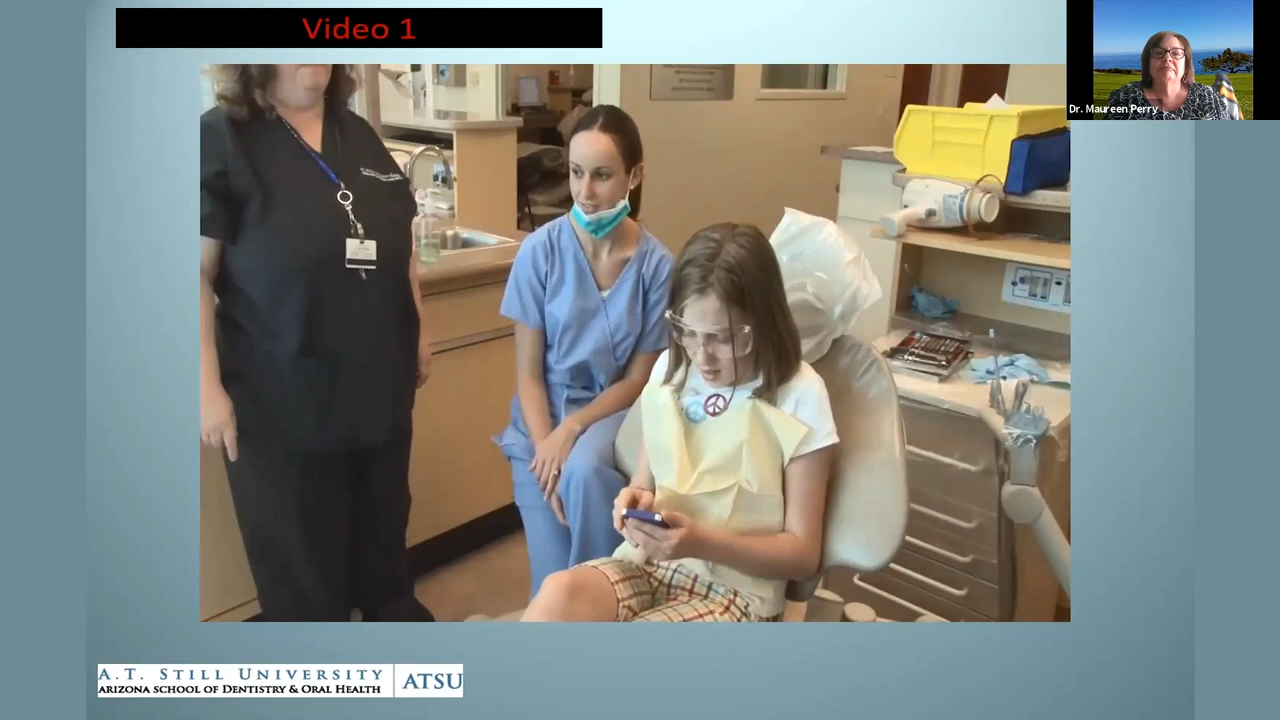 Video 1
Dr. Maureen Perry
A.T. STILL UNIVERSITY
ARIZONA SCHOOL OF DENTISTRY & ORAL HEALTH
ATSU